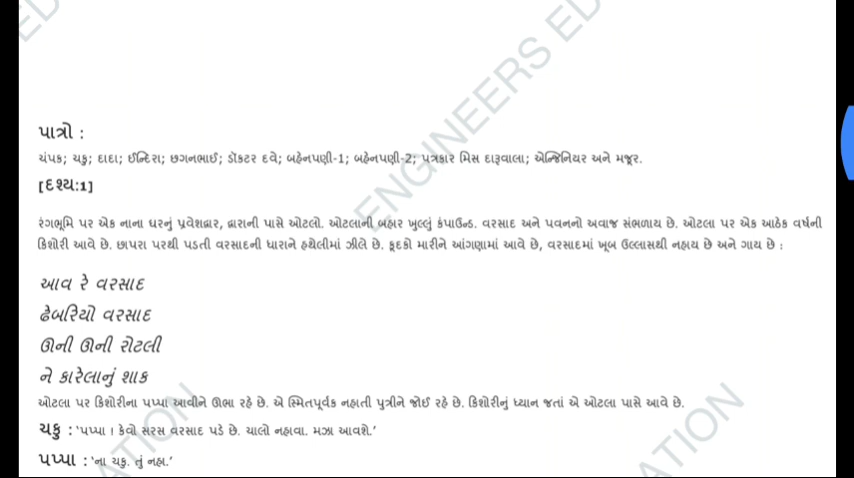 ENGINEERS ED
પાત્રો :
ચંપક; ચકુ; દાદા; ઈન્દિરા; છગનભાઈ; ડૉકટર દવે; બહેનપણી-1; બહેનપણી-2; પત્રકાર મિસ દારૂવાલા; એન્જિનિયર અને મજૂર.
[દશ્ય:1]
રંગભૂમિ પર એક નાના ઘરનું પ્રવેશદ્વાર, દ્વારાની પાસે ઓટલો. ઓટલાની બહાર ખુલ્લું કંપાઉન્ડ. વરસાદ અને પવનનો અવાજ સંભળાય છે. ઓટલા પર એક આઠેક વર્ષની
કિશોરી આવે છે. છાપરા પરથી પડતી વરસાદની ધારાને હથેલીમાં ઝીલે છે. કૂદકો મારીને આંગણામાં આવે છે, વરસાદમાં ખૂબ ઉલ્લાસથી નહાય છે અને ગાય છે :
આવ રે વરસાદ
ઢેબરિયો વરસાદ
ઊની ઊની રોટલી
ને કારેલાનું શાક
ઓટલા પર કિશોરીના પપ્પા આવીને ઊભા રહે છે. એ સ્મિતપૂર્વક નહાતી પુત્રીને જોઈ રહે છે. કિશોરીનું ધ્યાન જતાં એ ઓટલા પાસે આવે છે.
ચકુ : 'પપ્પા ! કેવો સરસ વરસાદ પડે છે. ચાલો નહાવા. મઝા આવશે.'
પપ્પા : 'ના ચકુ. તું નહા.'